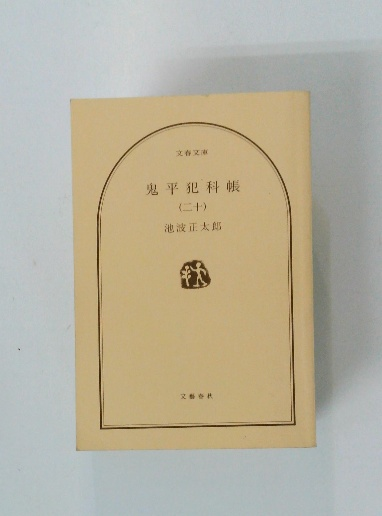 文春文庫
鬼平犯科帳
(二十)
池波正太郎
文藝春秋